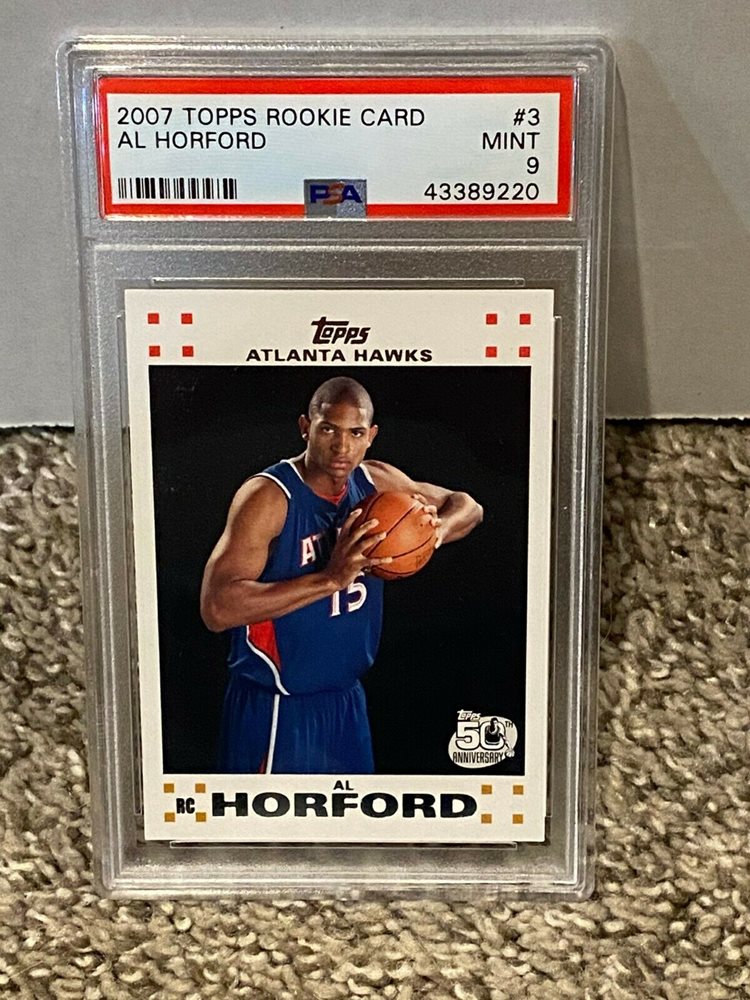 2007 TOPPS ROOKIE CARD #3
AL HORFORD MINT
9
PSA 43389220
Topps
ATLANTA HAWKS
AT
15
Topps
50TH
ANNIVERSARY
AL
RC HORFORD